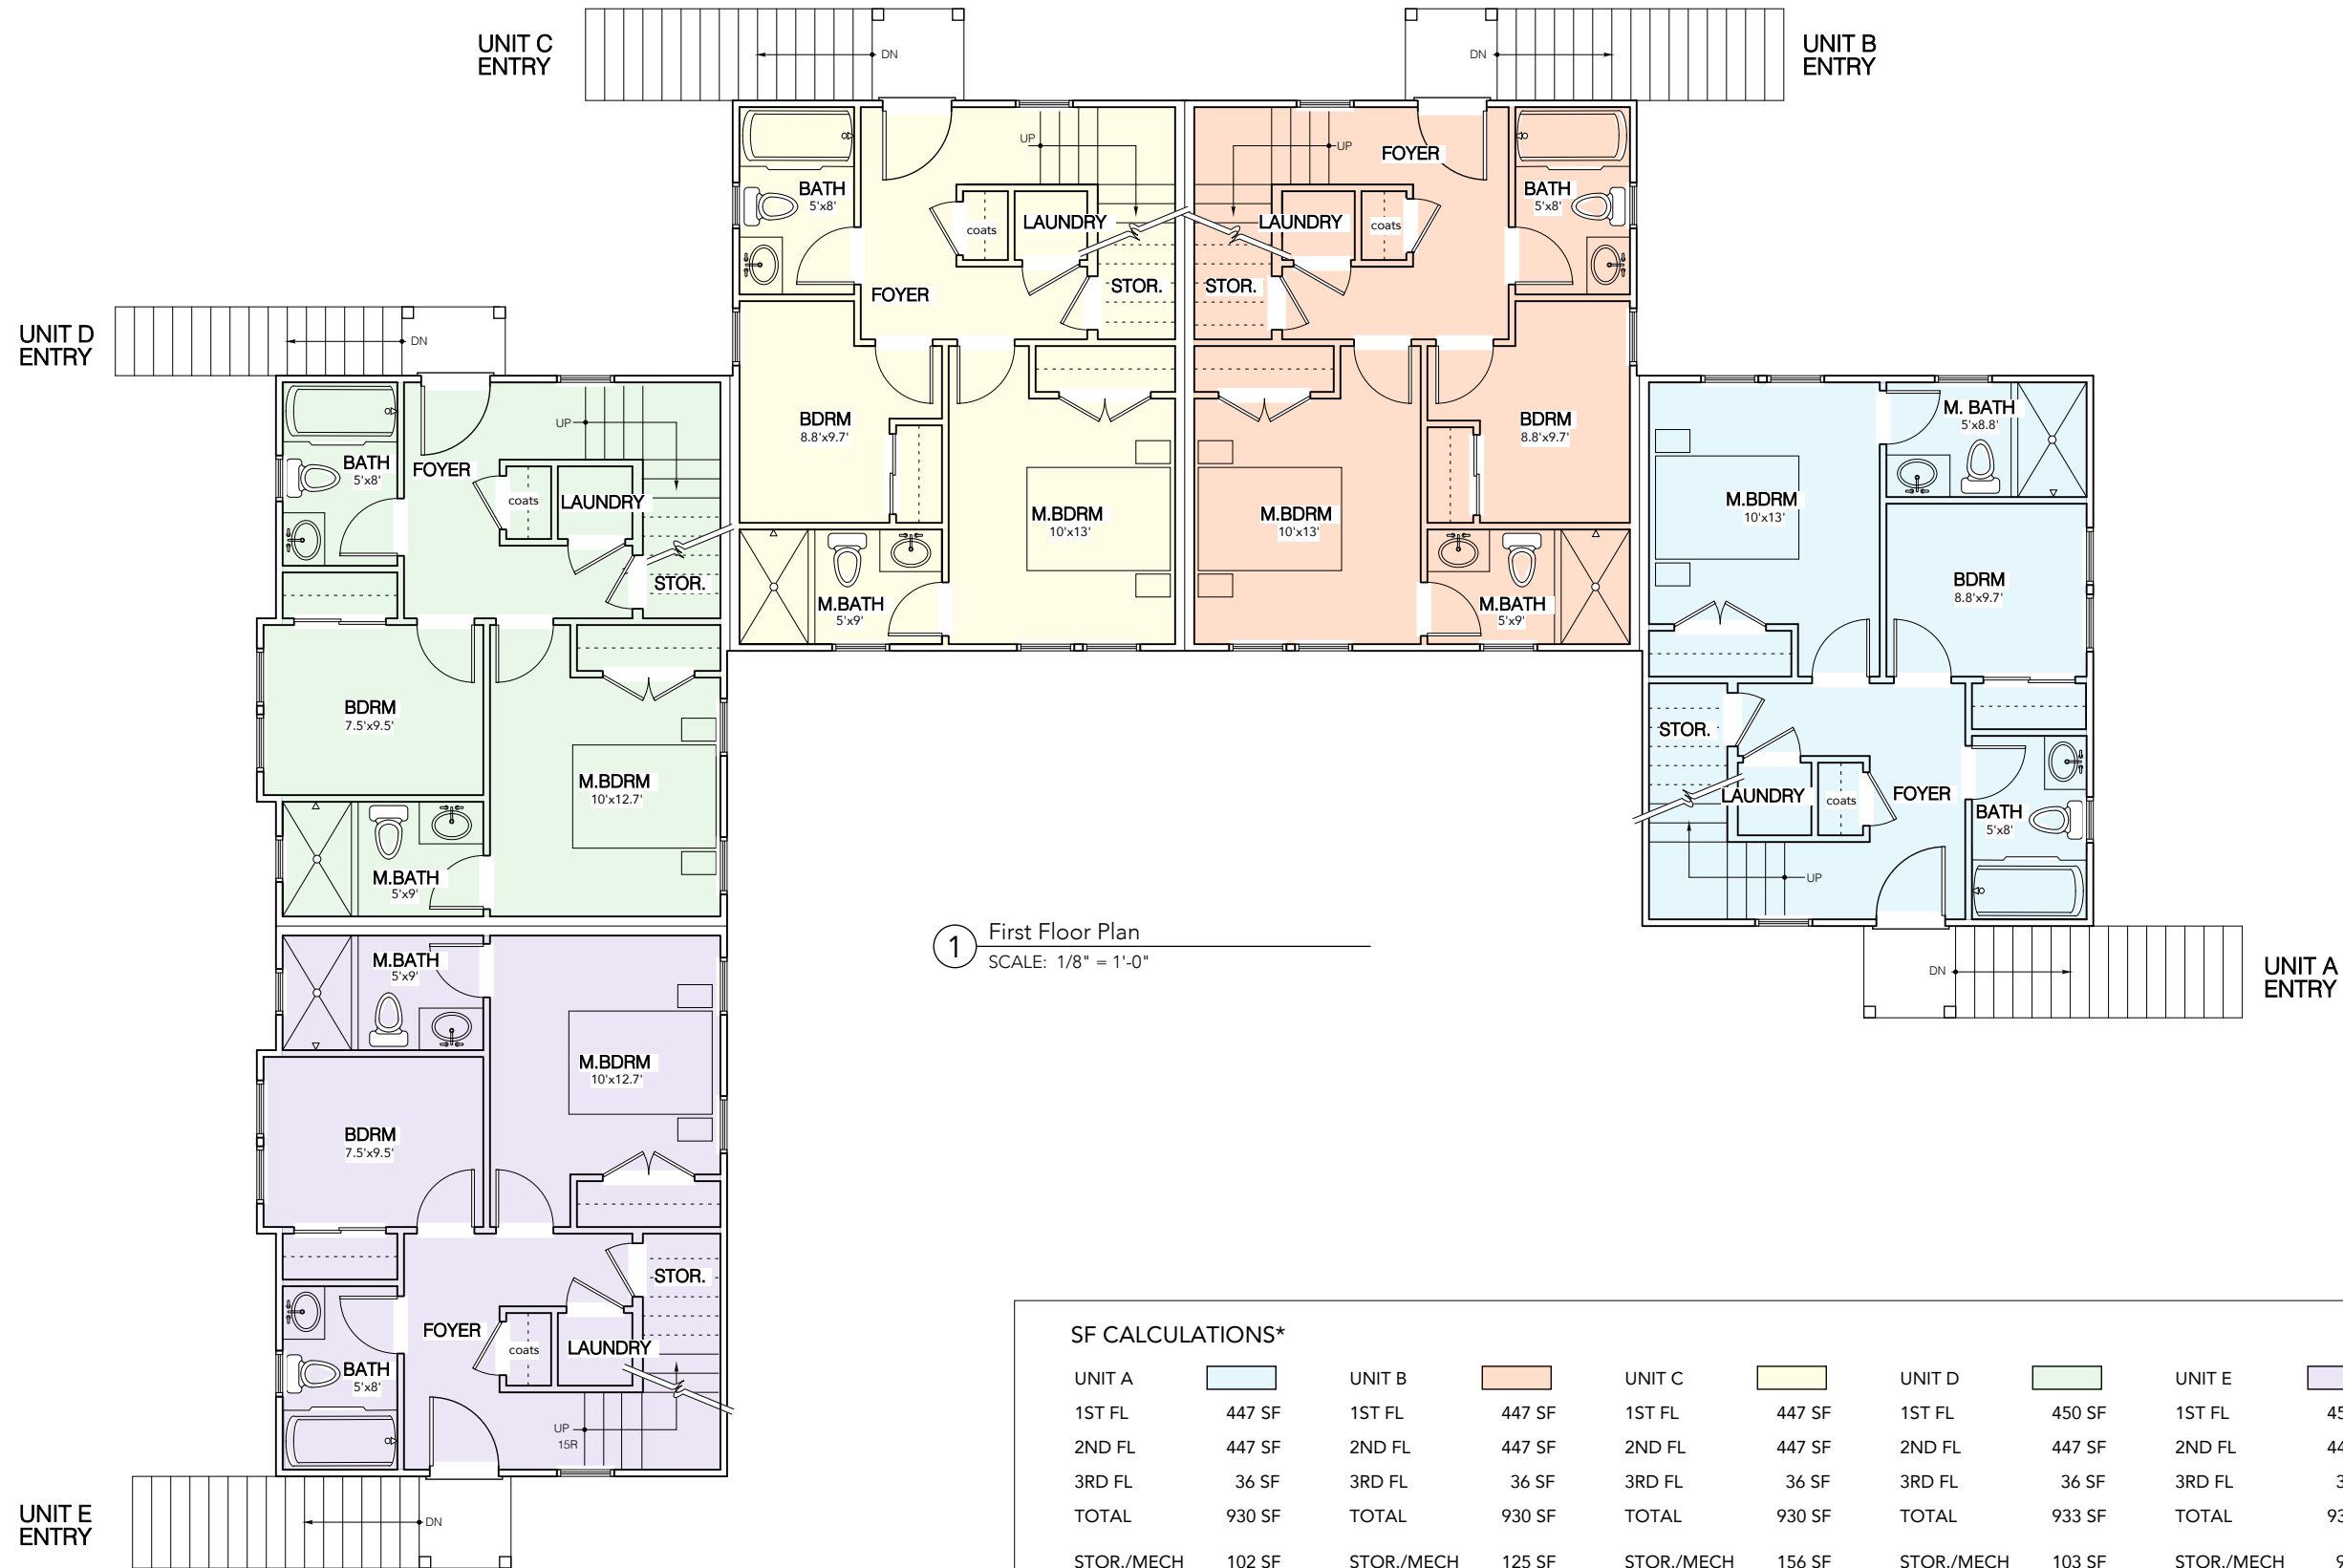 UNIT C
ENTRY
DN
DN
UNIT B
ENTRY
UP
UP
FOYER
BATH
5'x8'
coats
LAUNDRY
LAUNDRY
coats
BATH
5'x8'
FOYER
STOR.
STOR.
UNIT D
ENTRY
DN
BDRM
8.8'x9.7'
BDRM
8.8'x9.7'
M. BATH
5'x8.8'
UP
BATH
5'x8'
FOYER
coats
LAUNDRY
M.BDRM
10'x13'
M.BDRM
10'x13'
M.BDRM
10'x13'
STOR.
BDRM
8.8'x9.7'
M.BATH
5'x9'
M.BATH
5'x9'
BDRM
7.5'x9.5'
STOR.
M.BDRM
10'x12.7'
LAUNDRY
coats
FOYER
BATH
5'x8'
M.BATH
5'x9'
UP
1
First Floor Plan
SCALE: 1/8" = 1'-0"
M.BATH
5'x9'
DN
UNIT A
ENTRY
M.BDRM
10'x12.7'
BDRM
7.5'x9.5'
STOR.
FOYER
coats
LAUNDRY
BATH
5'x8'
UP
15R
UNIT E
ENTRY
DN
SF CALCULATIONS*
UNIT A UNIT B UNIT C UNIT D UNIT E
1ST FL 447 SF 1ST FL 447 SF 1ST FL 447 SF 1ST FL 450 SF 1ST FL
2ND FL 447 SF 2ND FL 447 SF 2ND FL 447 SF 2ND FL 447 SF 2ND FL
3RD FL 36 SF 3RD FL 36 SF 3RD FL 36 SF 3RD FL 36 SF 3RD FL
TOTAL 930 SF TOTAL 930 SF TOTAL 930 SF TOTAL 933 SF TOTAL
STOR./MECH 102 SF STOR./MECH 125 SF STOR./MECH 156 SF STOR./MECH 103 SF STOR./MECH